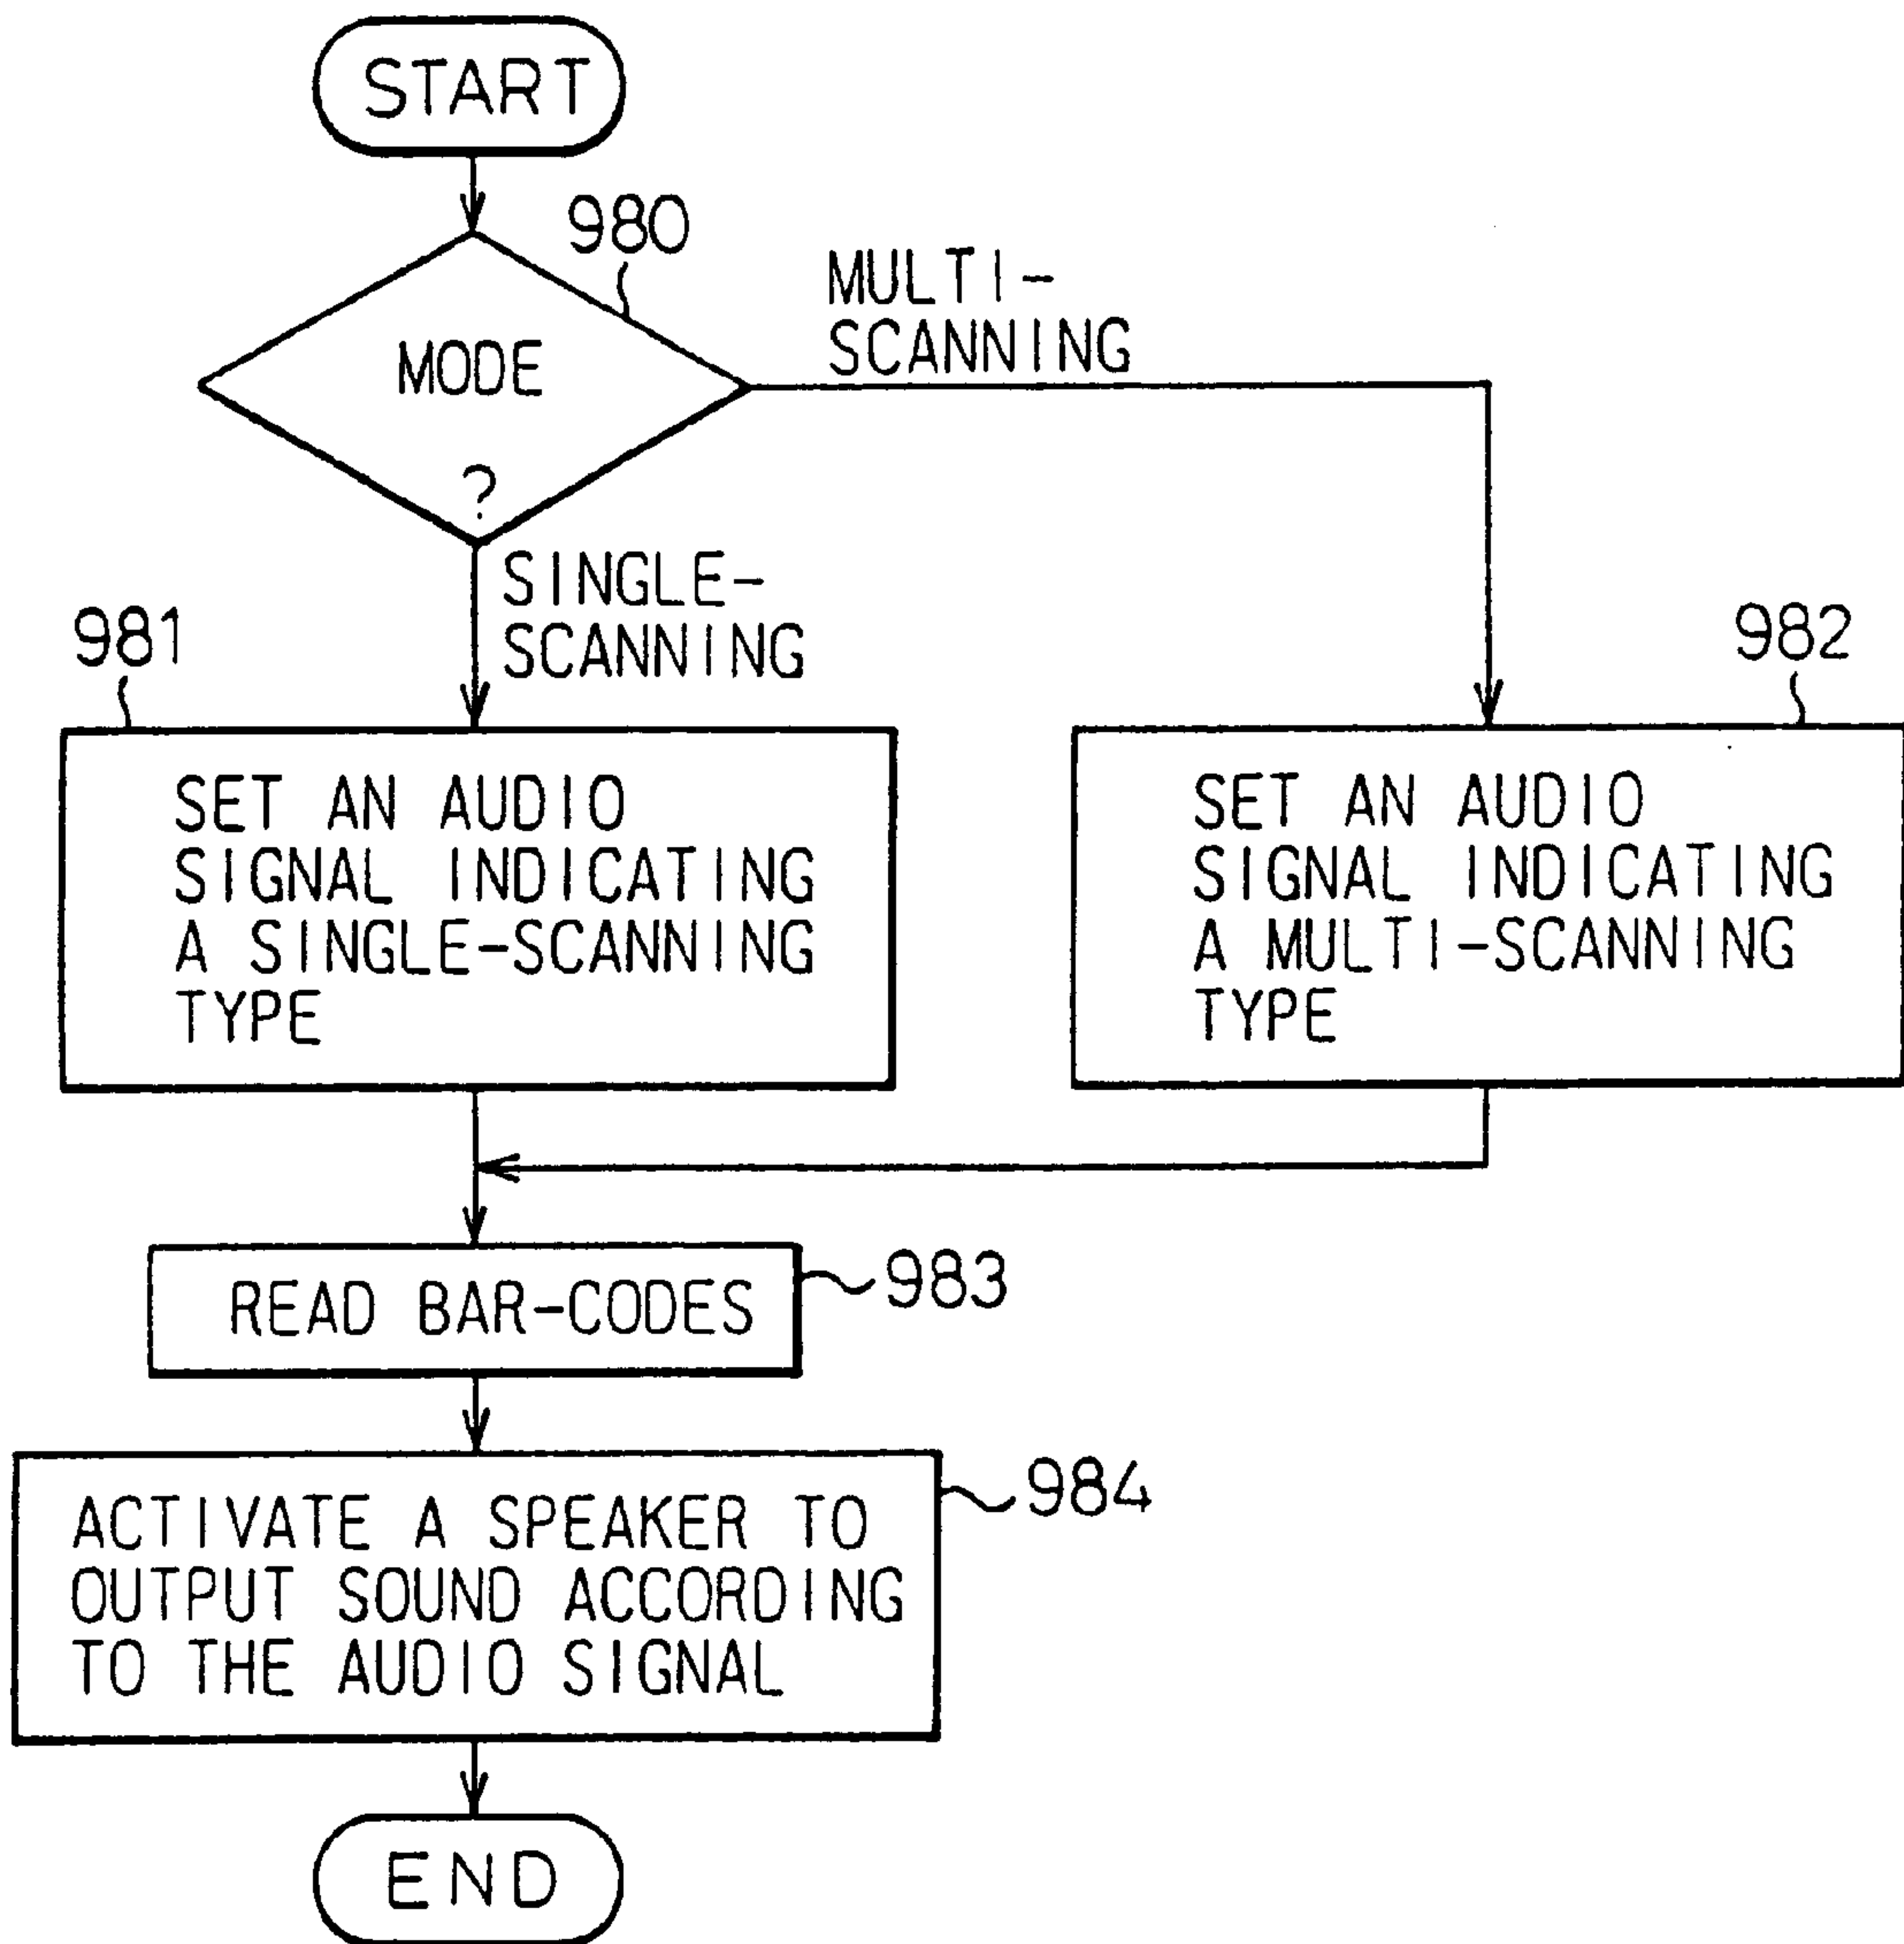 START
980
MODE
?
MULTI-
SCANNING
SINGLE-
SCANNING
981
SET AN AUDIO
SIGNAL INDICATING
A SINGLE-SCANNING
TYPE
982
SET AN AUDIO
SIGNAL INDICATING
A MULTI-SCANNING
TYPE
READ BAR-CODES
983
ACTIVATE A SPEAKER TO
OUTPUT SOUND ACCORDING
TO THE AUDIO SIGNAL
984
END